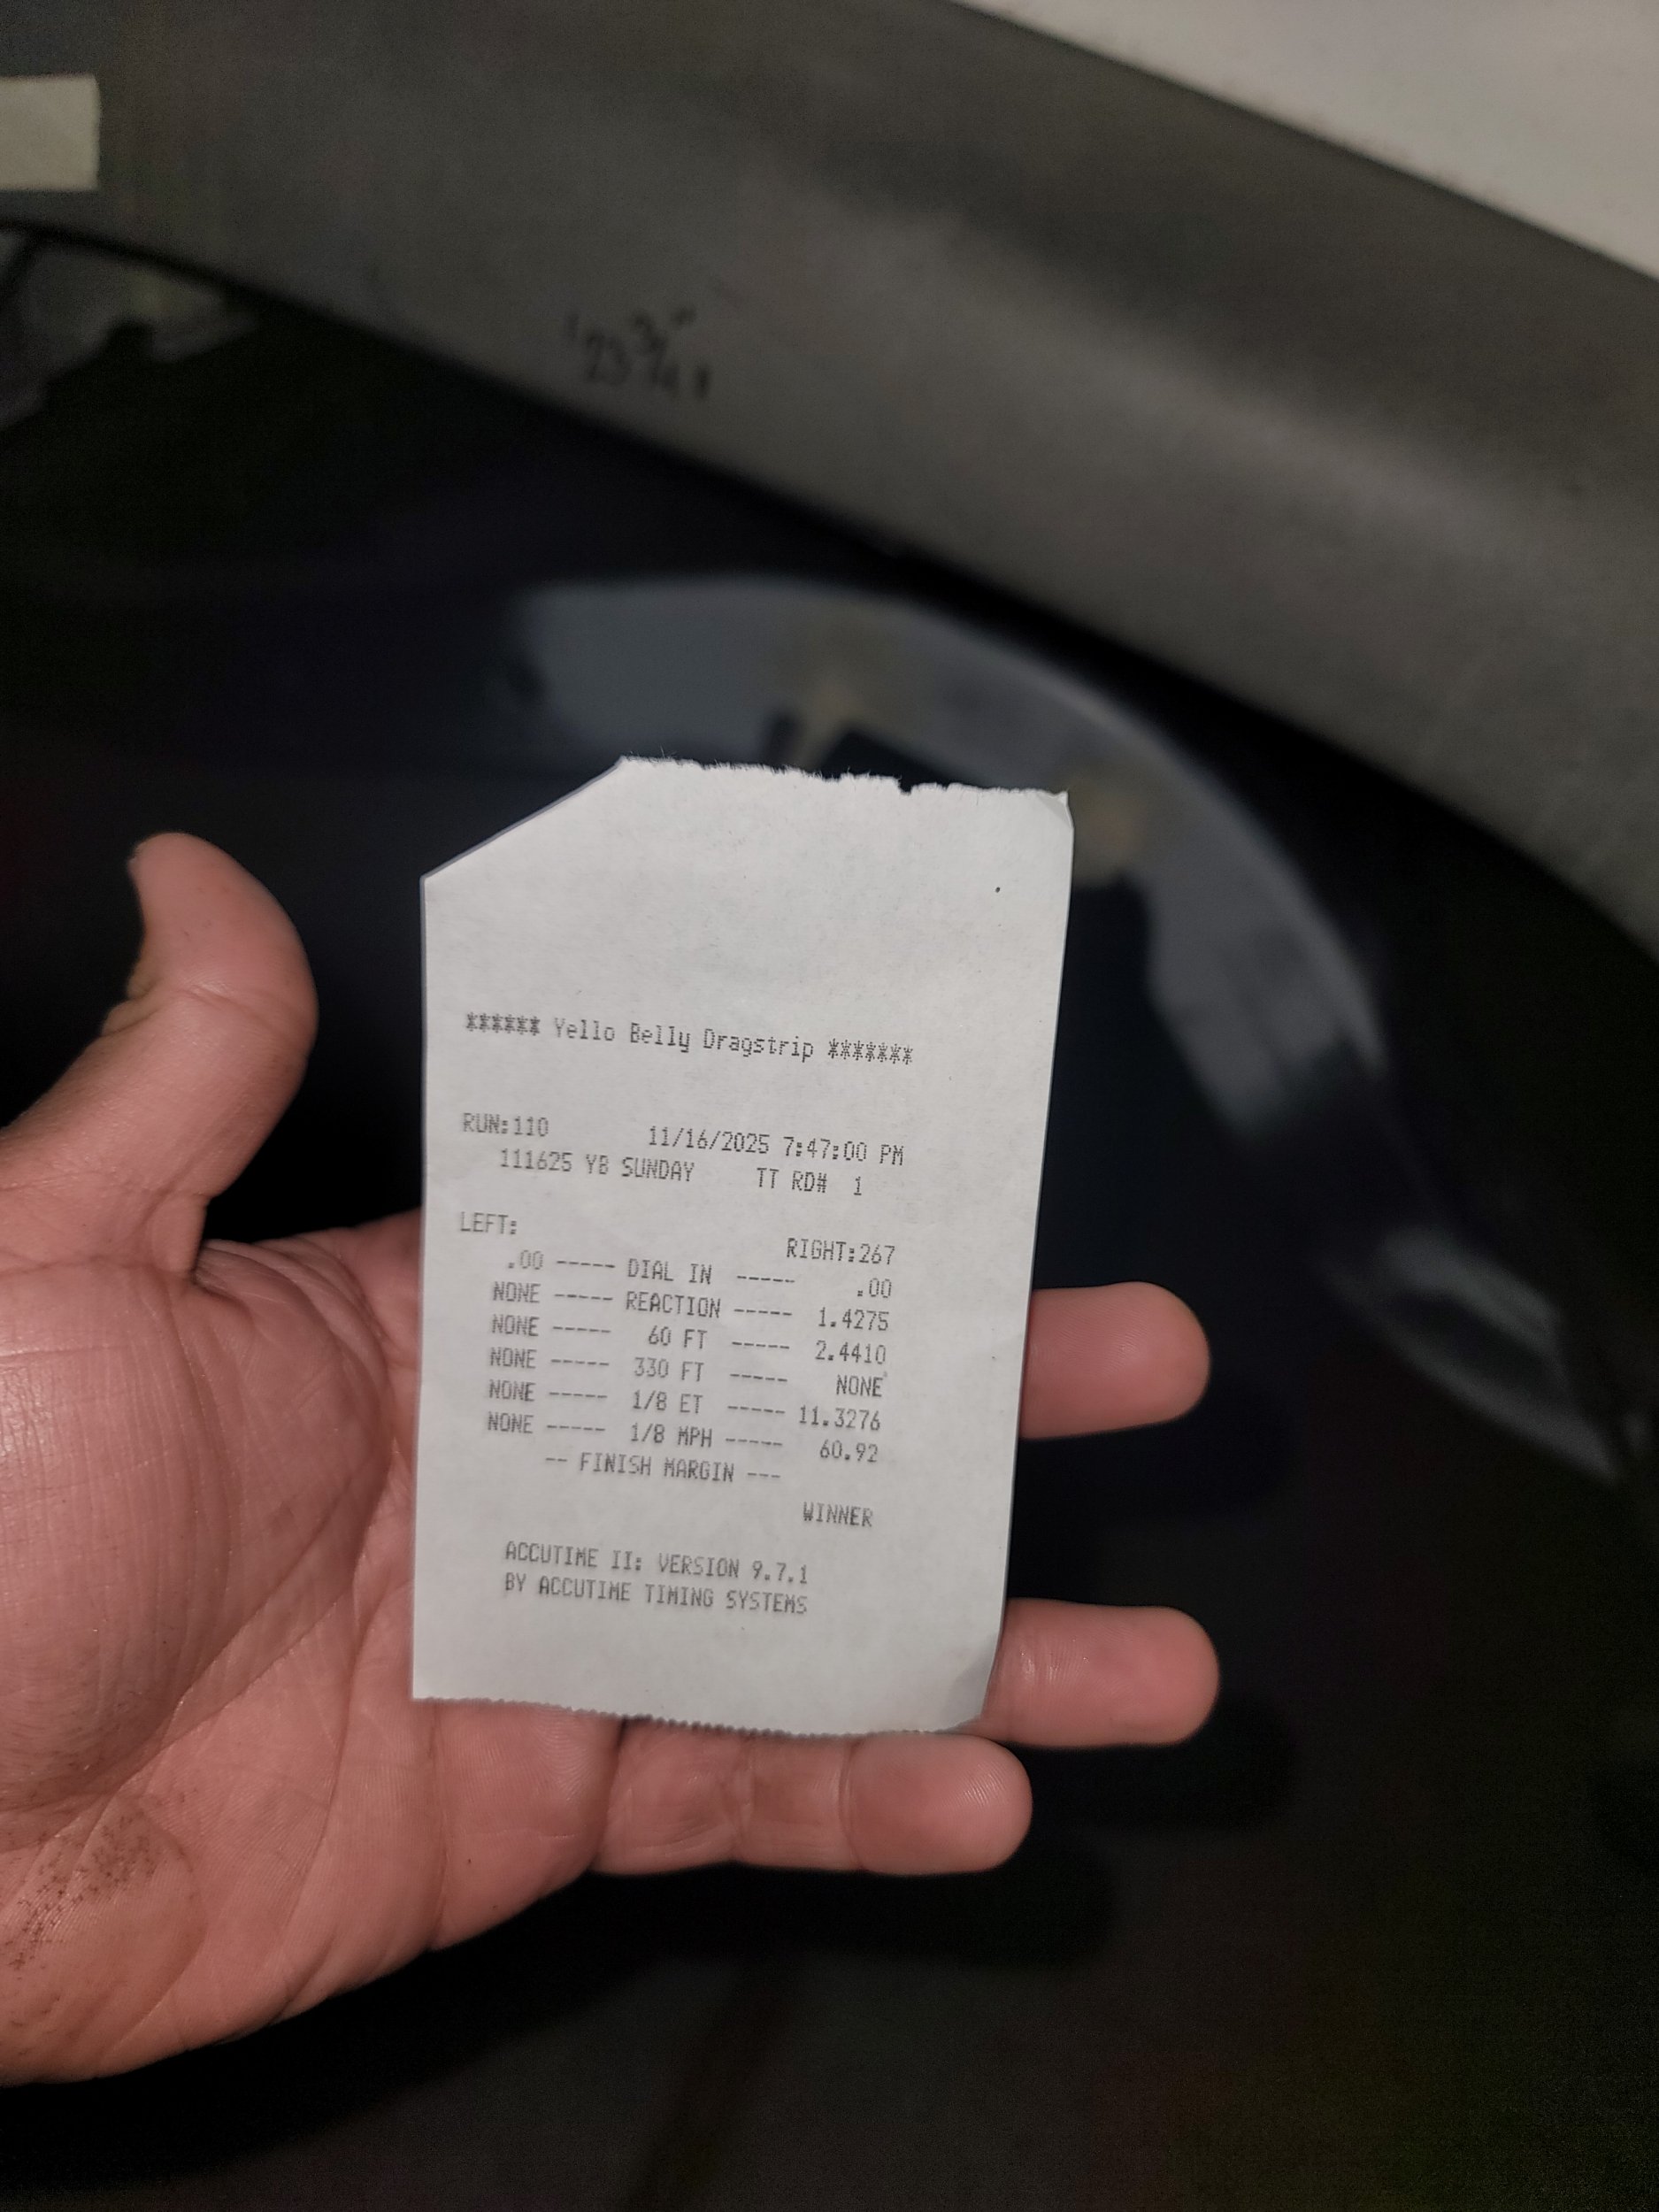 ****** Yello Belly Dragstrip *******
RUN:110 11/16/2025 7:47:00 PM
111625 YB SUNDAY TT RD# 1
LEFT: RIGHT:267
.00 ----- DIAL IN ----- .00
NONE ----- REACTION ----- 1.4275
NONE ----- 60 FT ----- 2.4410
NONE ----- 330 FT ----- NONE
NONE ----- 1/8 ET ----- 11.3276
NONE ----- 1/8 MPH ----- 60.92
-- FINISH MARGIN ---
WINNER
ACCUTIME II: VERSION 9.7.1
BY ACCUTIME TIMING SYSTEMS